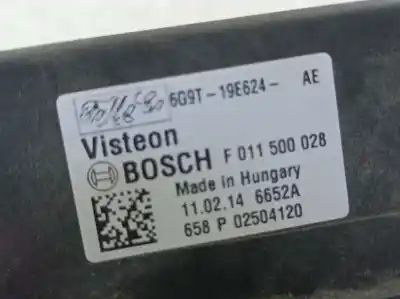 6G9T-19E624- AE
Visteon
BOSCH F 011 500 028
Made in Hungary
11.02.14 6652A
658 P 02504120